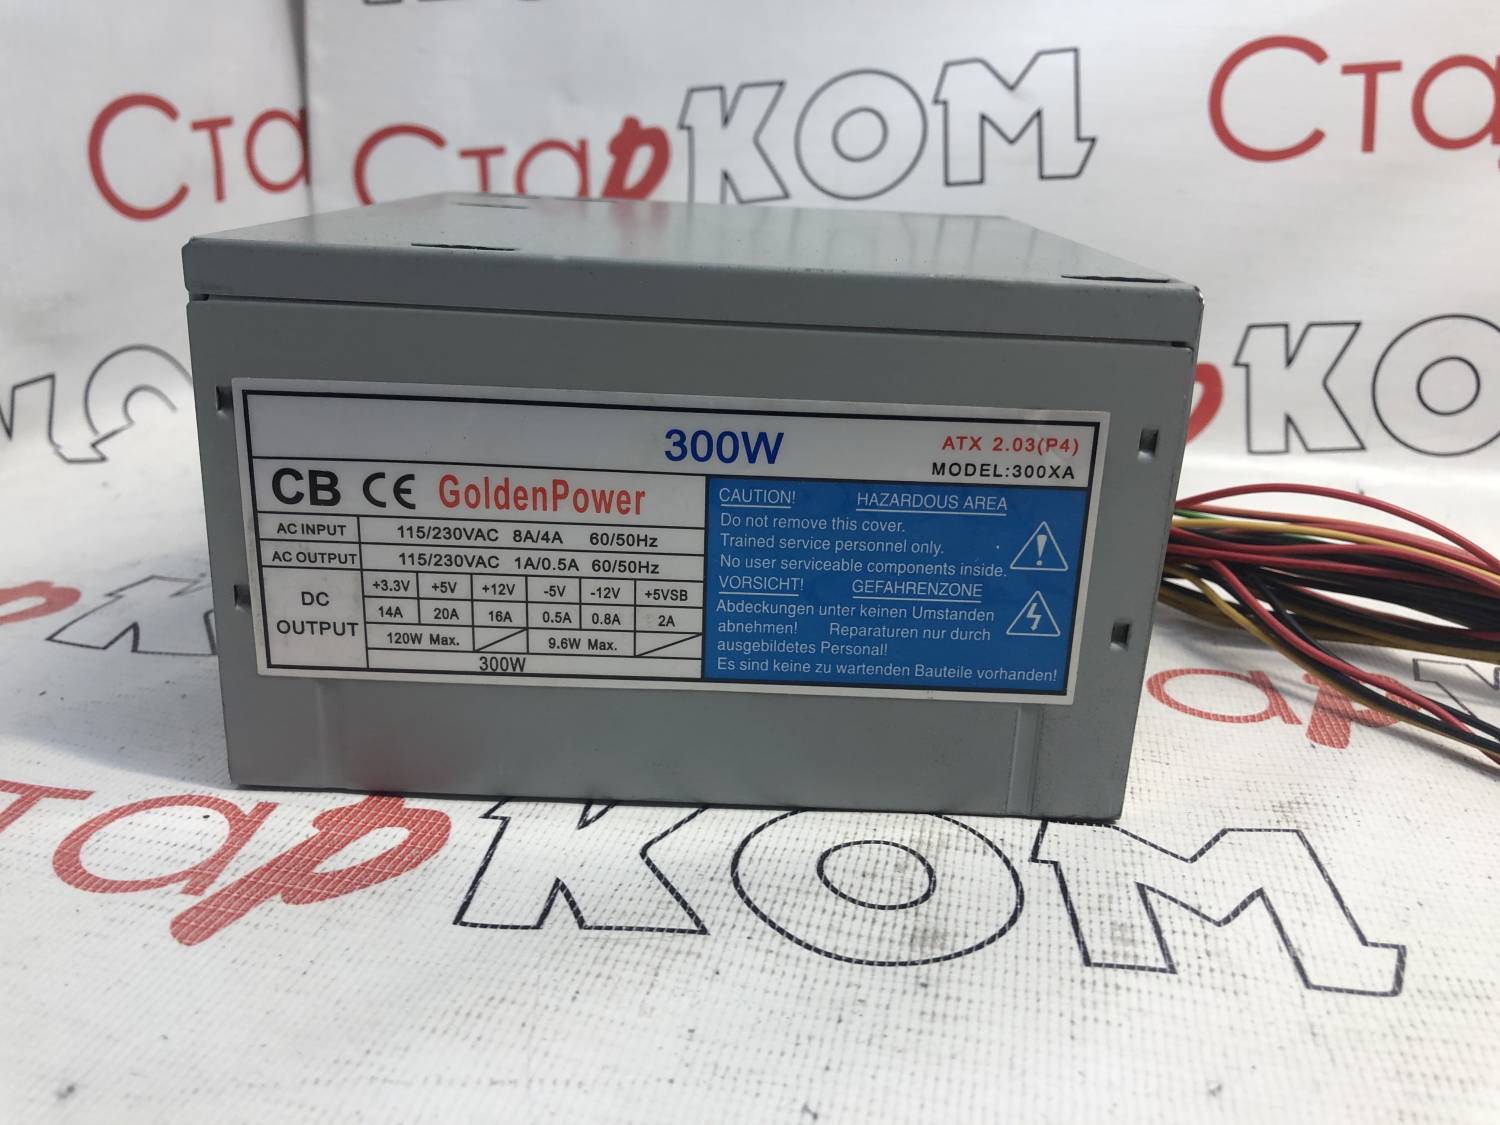 Ста
СтарКОМ
Ста
рКОМ
300W
ATX 2.03(P4)
MODEL:300XA
CB CE GoldenPower
AC INPUT 115/230VAC 8A/4A 60/50Hz
AC OUTPUT 115/230VAC 1A/0.5A 60/50Hz
DC OUTPUT
+3.3V +5V +12V -5V -12V +5VSB
14A 20A 16A 0.5A 0.8A 2A
120W Max. 9.6W Max.
300W
CAUTION! HAZARDOUS AREA
Do not remove this cover.
Trained service personnel only.
No user serviceable components inside.
VORSICHT! GEFAHRENZONE
Abdeckungen unter keinen Umstanden
abnehmen! Reparaturen nur durch
ausgebildetes Personal!
Es sind keine zu wartenden Bauteile vorhanden!
тарКОМ